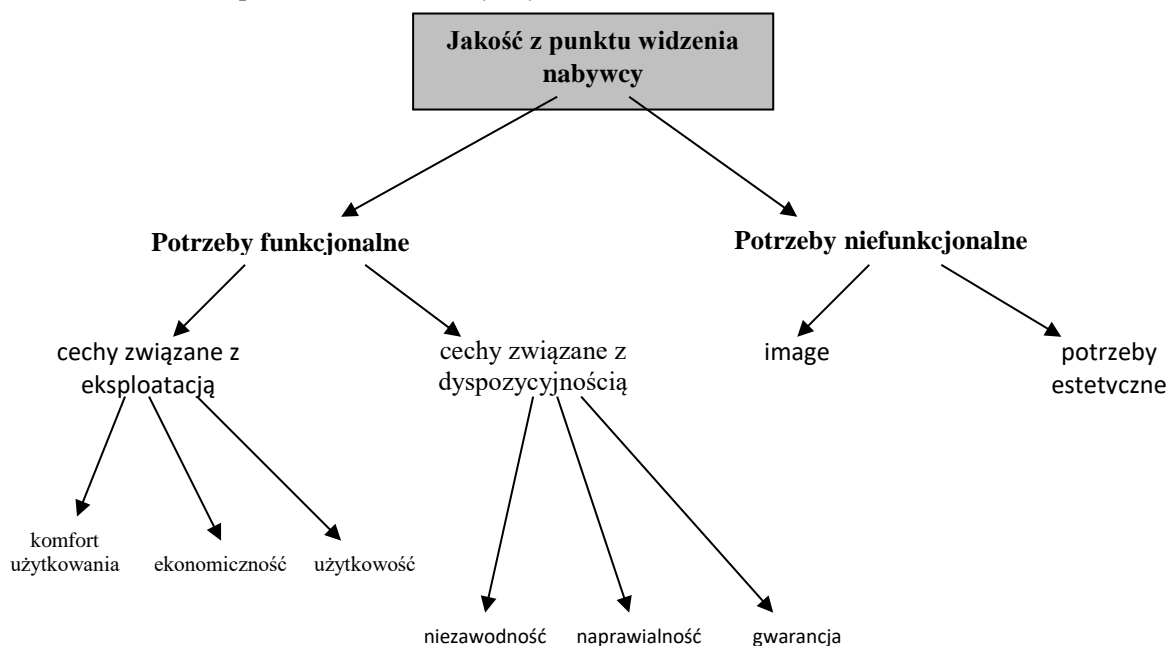 Jakość z punktu widzenia
nabywcy
Potrzeby funkcjonalne
Potrzeby niefunkcjonalne
cechy związane z
eksploatacją
cechy związane z
dyspozycyjnością
image
potrzeby
estetyczne
komfort
użytkowania
ekonomiczność
użytkowość
niezawodność
naprawialność
gwarancja